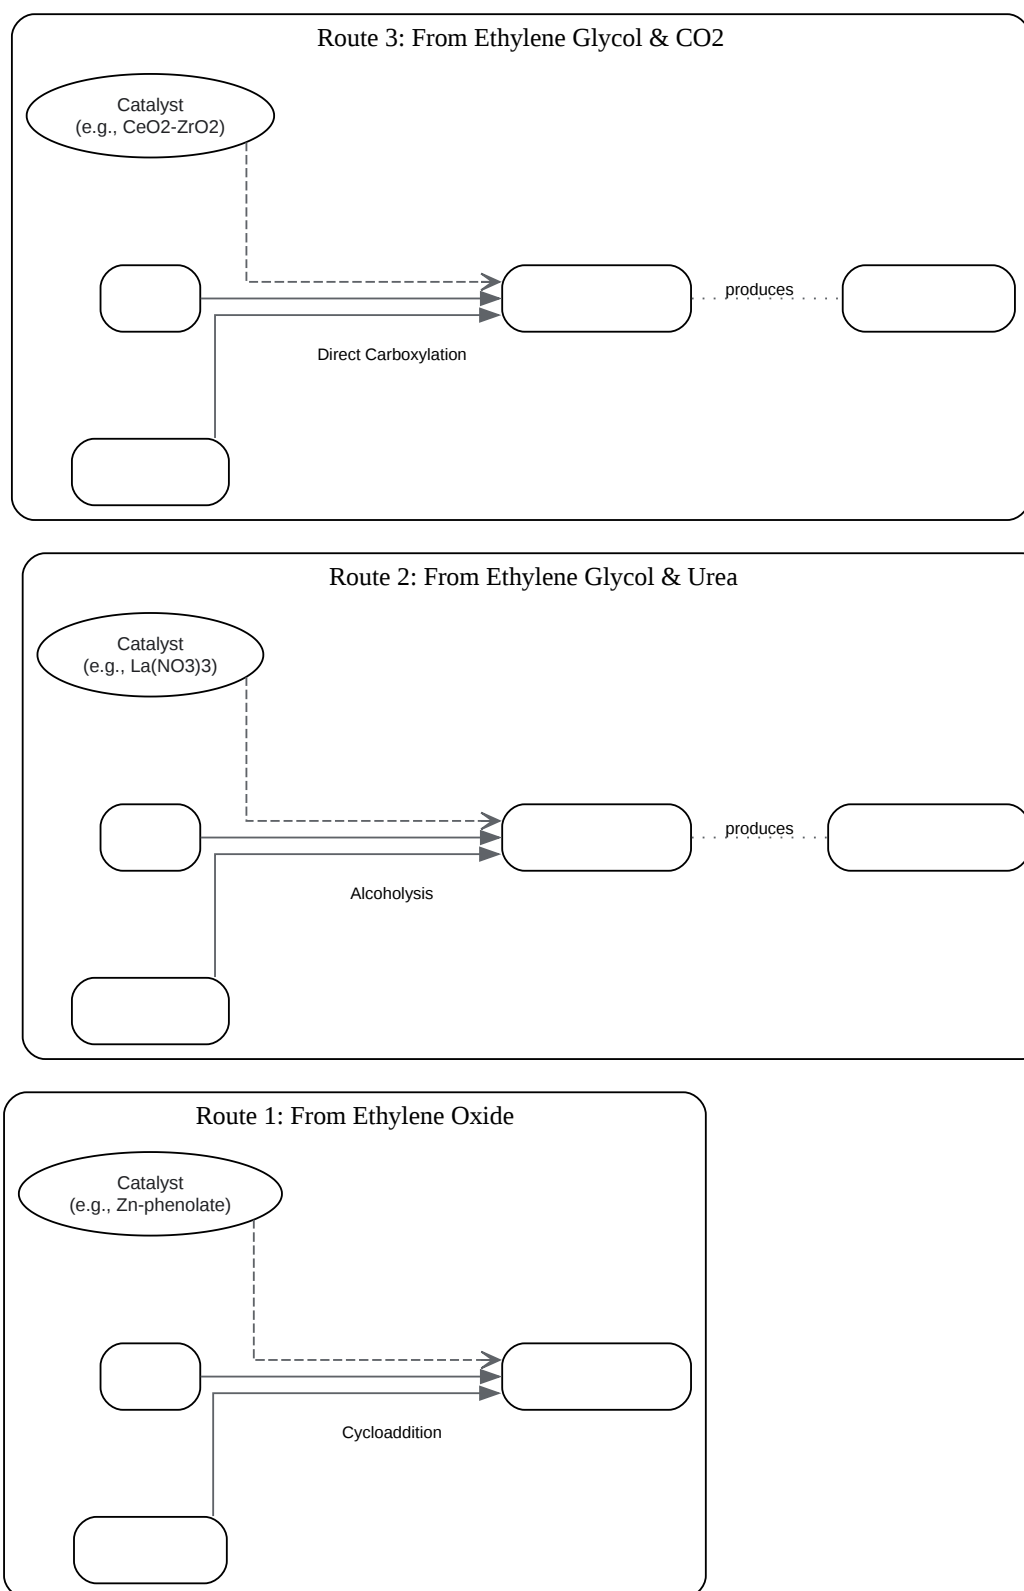 Route 3: From Ethylene Glycol & CO2
Catalyst
(e.g., CeO2-ZrO2)
produces
Direct Carboxylation
Route 2: From Ethylene Glycol & Urea
Catalyst
(e.g., La(NO3)3)
produces
Alcoholysis
Route 1: From Ethylene Oxide
Catalyst
(e.g., Zn-phenolate)
Cycloaddition